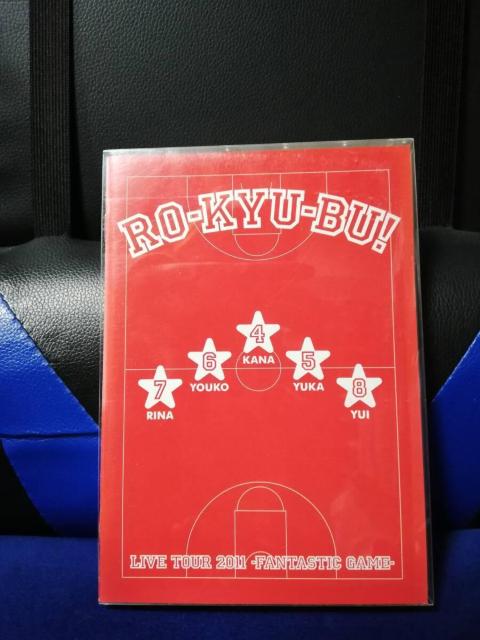 RO-KYU-BU!
4
KANA
6
YOUKO
5
YUKA
7
RINA
8
YUI
LIVE TOUR 2011 -FANTASTIC GAME-